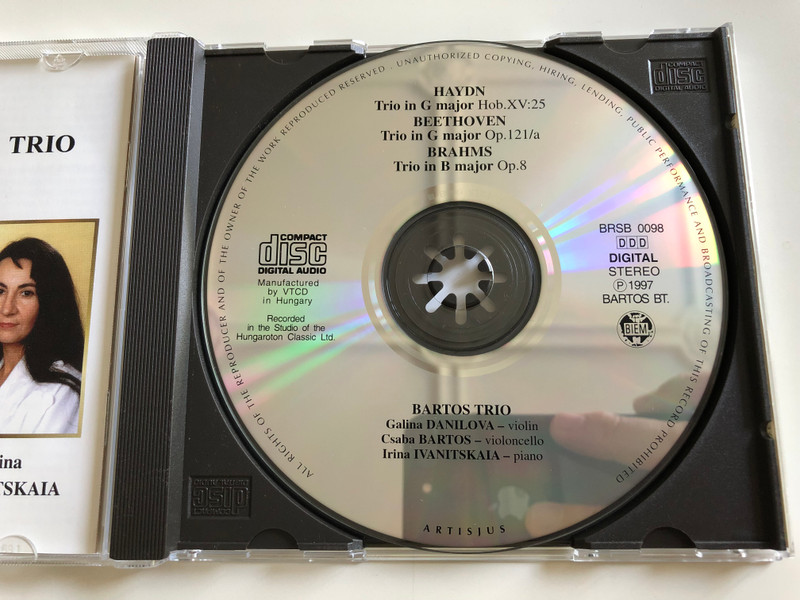 TRIO
ina
TSKAIA
HAYDN
Trio in G major Hob.XV:25
BEETHOVEN
Trio in G major Op.121/a
BRAHMS
Trio in B major Op.8
COMPACT
disc
DIGITAL AUDIO
Manufactured
by VTCD
in Hungary
Recorded
in the Studio of the
Hungaroton Classic Ltd.
BRSB 0098
DDD
DIGITAL
STEREO
℗ 1997
BARTOS BT.
BIEM
BARTOS TRIO
Galina DANILOVA – violin
Csaba BARTOS – violoncello
Irina IVANITSKAIA – piano
ARTISJUS
ALL RIGHTS OF THE REPRODUCER AND OF THE OWNER OF THE WORK REPRODUCED RESERVED · UNAUTHORIZED COPYING, HIRING, LENDING, PUBLIC PERFORMANCE AND BROADCASTING OF THIS RECORD PROHIBITED
COMPACT
disc
DIGITAL AUDIO
COMPACT
disc
DIGITAL AUDIO